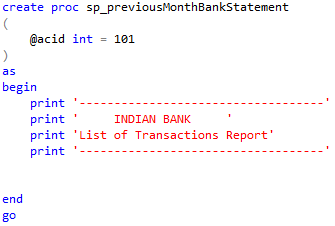 create proc sp_previousMonthBankStatement
(
    @acid int = 101
)
as
begin
    print '-----------------------------------'
    print '     INDIAN BANK     '
    print 'List of Transactions Report'
    print '-----------------------------------'
end
go